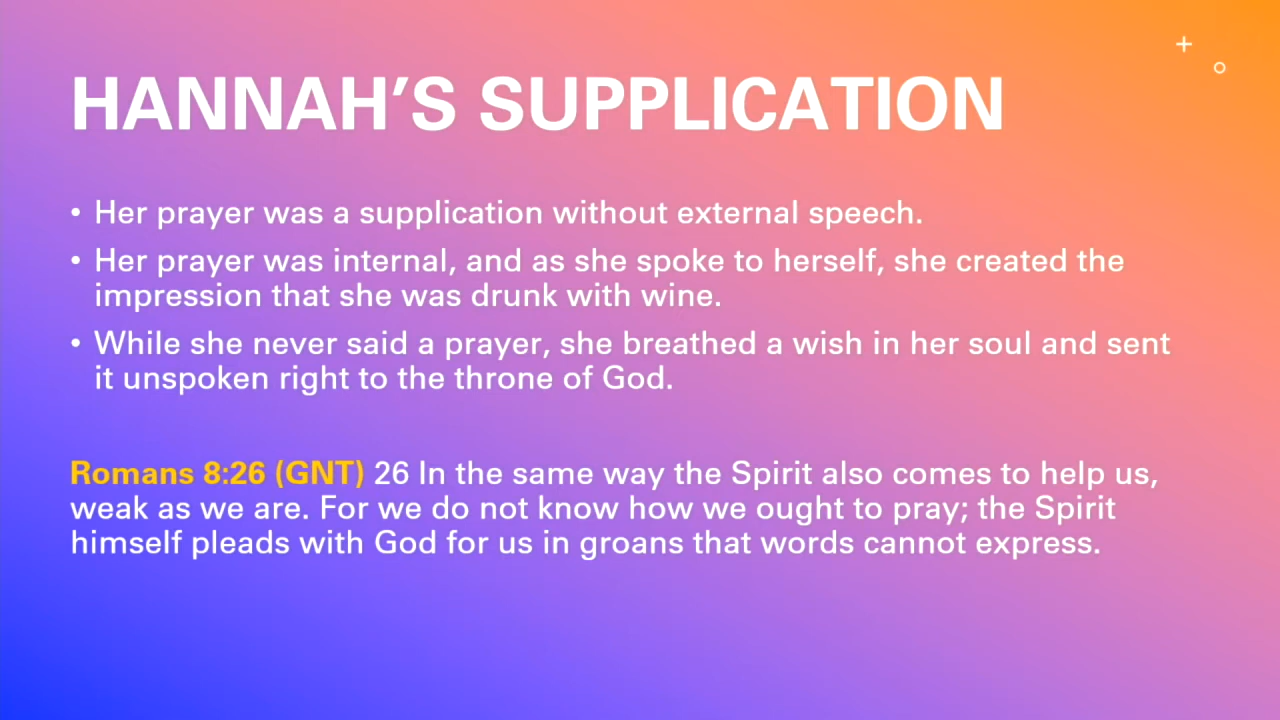 HANNAH’S SUPPLICATION
• Her prayer was a supplication without external speech.
• Her prayer was internal, and as she spoke to herself, she created the
impression that she was drunk with wine.
• While she never said a prayer, she breathed a wish in her soul and sent
it unspoken right to the throne of God.
Romans 8:26 (GNT) 26 In the same way the Spirit also comes to help us,
weak as we are. For we do not know how we ought to pray; the Spirit
himself pleads with God for us in groans that words cannot express.